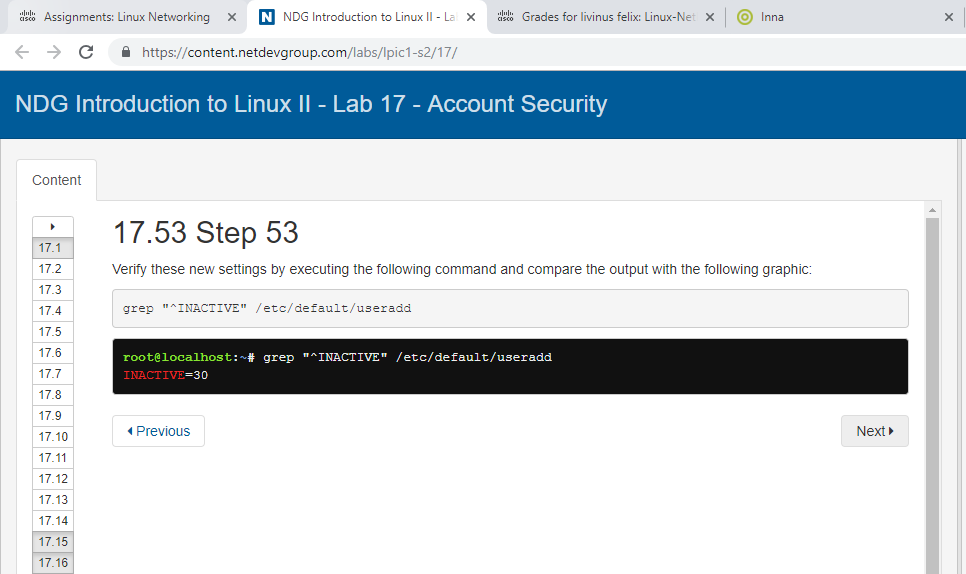 Assignments: Linux Networking
NDG Introduction to Linux II - La
Grades for livinus felix: Linux-Net
Inna
https://content.netdevgroup.com/labs/lpic1-s2/17/
NDG Introduction to Linux II - Lab 17 - Account Security
Content
17.1
17.2
17.3
17.4
17.5
17.6
17.7
17.8
17.9
17.10
17.11
17.12
17.13
17.14
17.15
17.16
17.53 Step 53
Verify these new settings by executing the following command and compare the output with the following graphic:
grep "^INACTIVE" /etc/default/useradd
root@localhost:~# grep "^INACTIVE" /etc/default/useradd
INACTIVE=30
Previous
Next